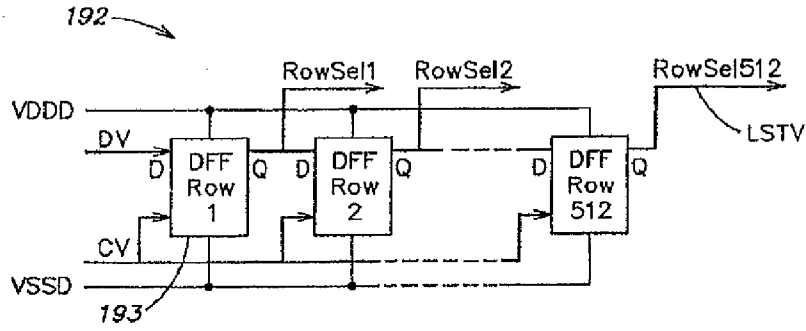 192
RowSel1
RowSel2
RowSel512
VDDD
LSTV
DV
D
DFF
Row
1
Q
D
DFF
Row
2
Q
D
DFF
Row
512
Q
CV
VSSD
193